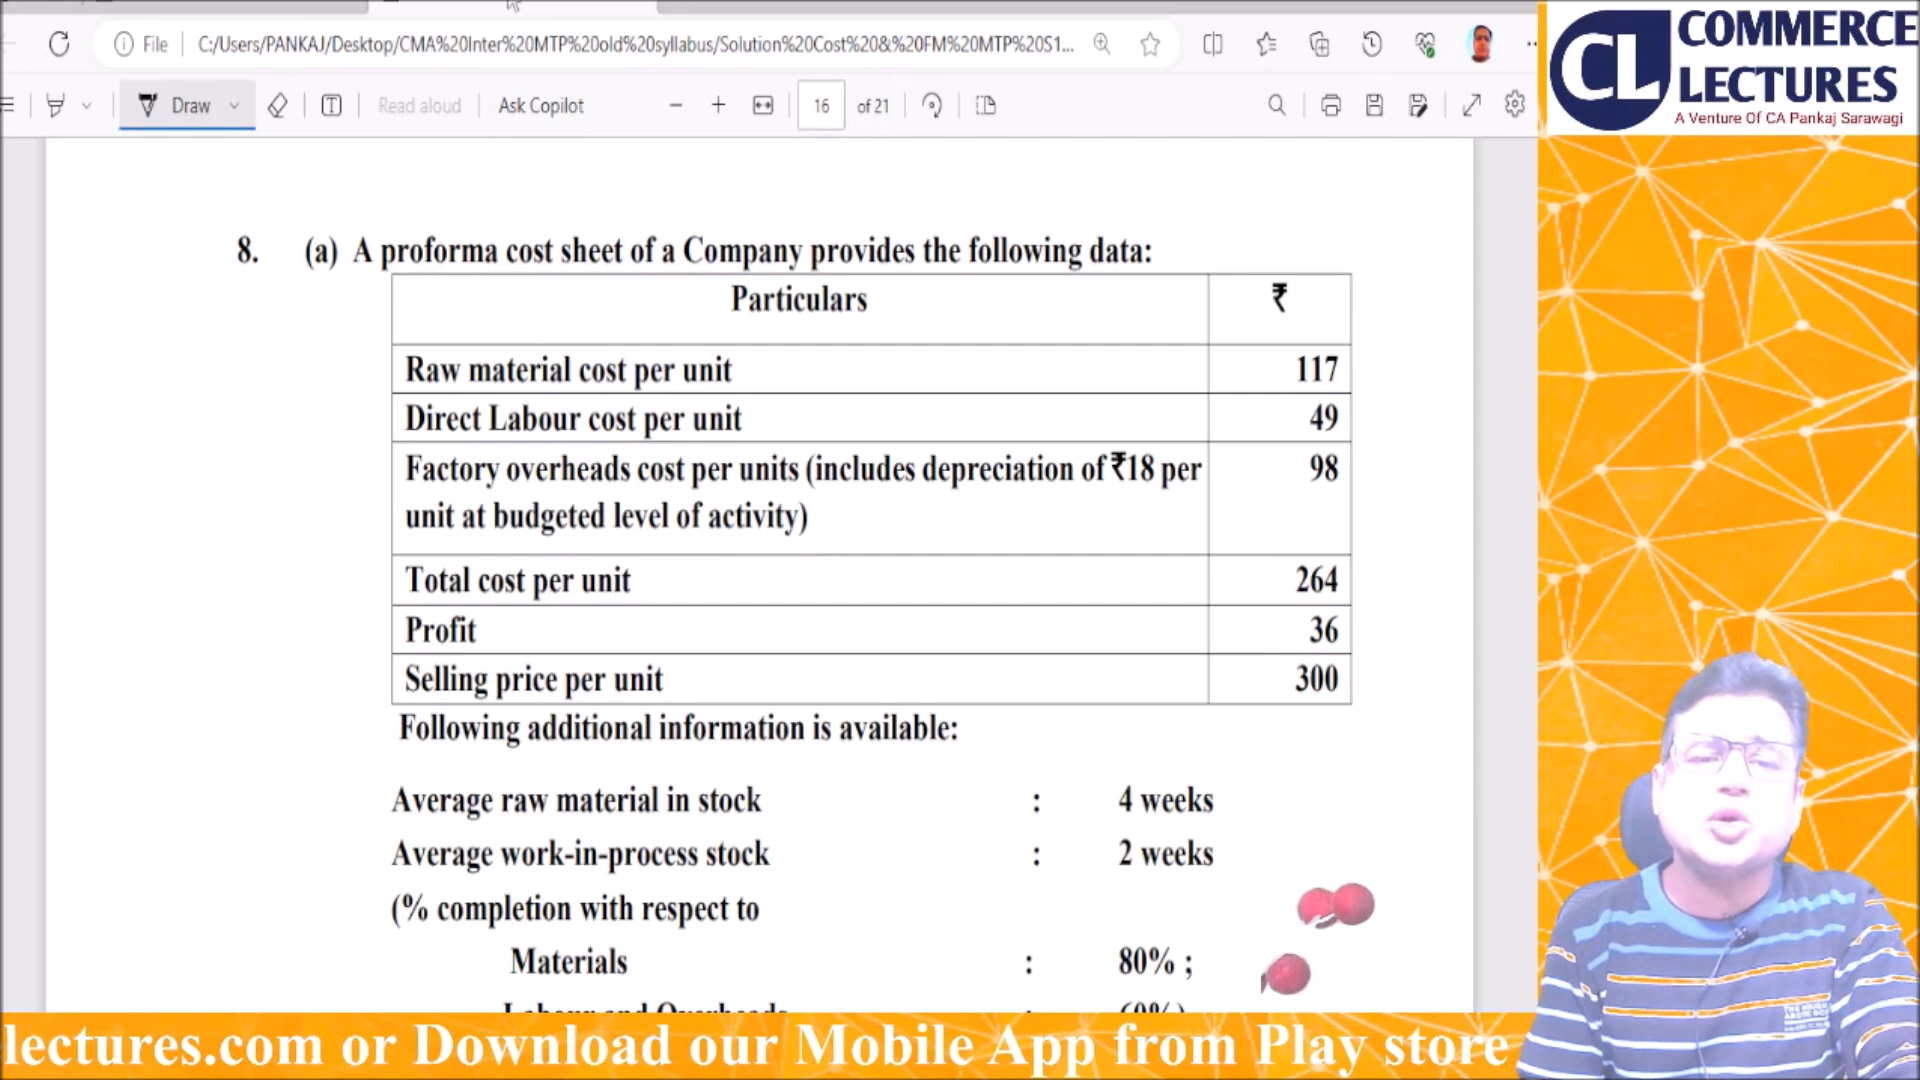 File
C:/Users/PANKAJ/Desktop/CMA%20Inter%20MTP%20old%20syllabus/Solution%20Cost%20&%20FM%20MTP%20S1...
Draw
Read aloud
Ask Copilot
16
of 21
CL
COMMERCE
LECTURES
A Venture Of CA Pankaj Sarawagi
8. (a) A proforma cost sheet of a Company provides the following data:
Particulars ₹
Raw material cost per unit 117
Direct Labour cost per unit 49
Factory overheads cost per units (includes depreciation of ₹18 per 98
unit at budgeted level of activity)
Total cost per unit 264
Profit 36
Selling price per unit 300
Following additional information is available:
Average raw material in stock : 4 weeks
Average work-in-process stock : 2 weeks
(% completion with respect to
Materials : 80% ;
Labour and Overheads : 60%)
lectures.com or Download our Mobile App from Play store